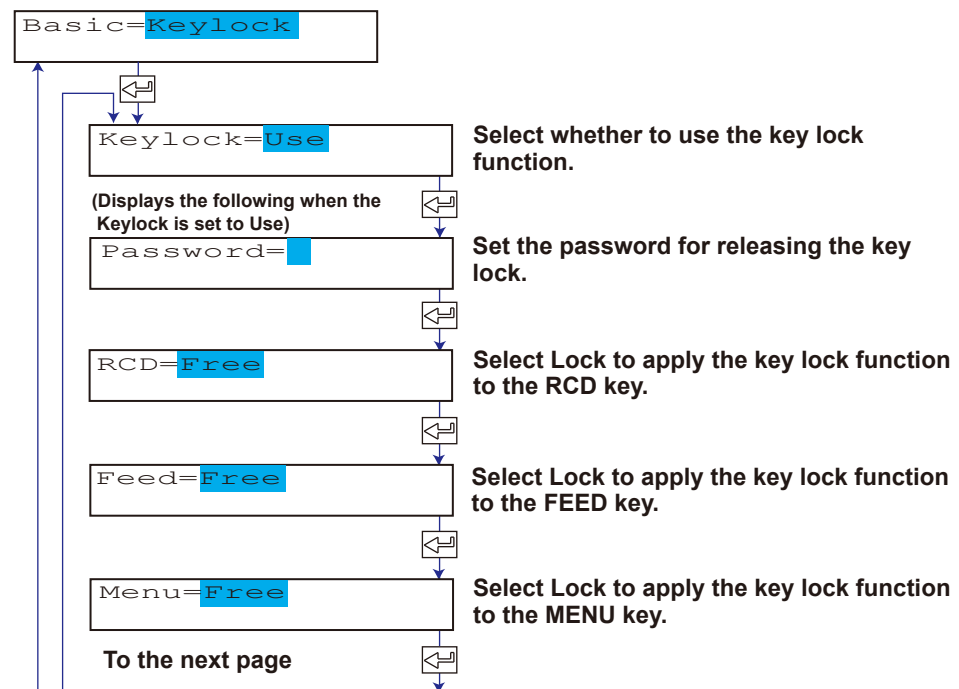 Basic=Keylock
Keylock=Use
Select whether to use the key lock
function.
(Displays the following when the
Keylock is set to Use)
Password=
Set the password for releasing the key
lock.
RCD=Free
Select Lock to apply the key lock function
to the RCD key.
Feed=Free
Select Lock to apply the key lock function
to the FEED key.
Menu=Free
Select Lock to apply the key lock function
to the MENU key.
To the next page